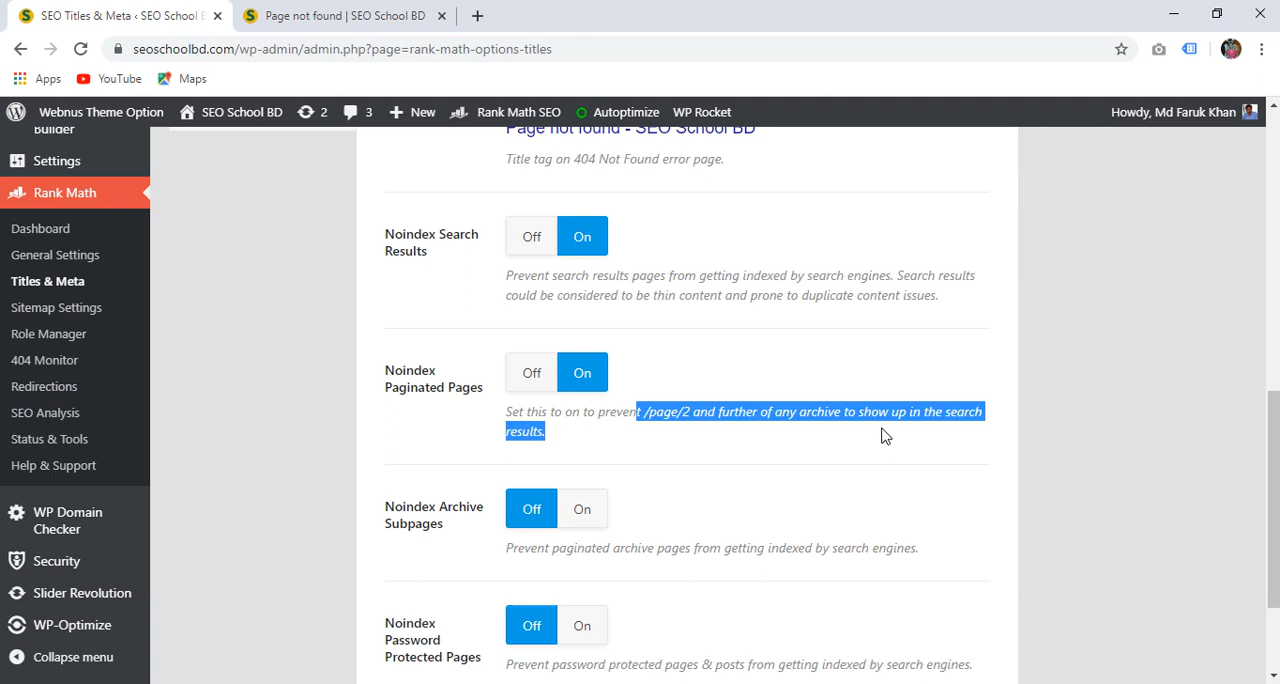 SEO Titles & Meta ‹ SEO School B
Page not found | SEO School BD
seoschoolbd.com/wp-admin/admin.php?page=rank-math-options-titles
Apps YouTube Maps
Webnus Theme Option SEO School BD 2 3 New Rank Math SEO Autoptimize WP Rocket Howdy, Md Faruk Khan
Builder
Settings
Rank Math
Dashboard
General Settings
Titles & Meta
Sitemap Settings
Role Manager
404 Monitor
Redirections
SEO Analysis
Status & Tools
Help & Support
WP Domain
Checker
Security
Slider Revolution
WP-Optimize
Collapse menu
Page not found - SEO School BD
Title tag on 404 Not Found error page.
Noindex Search
Results
Off On
Prevent search results pages from getting indexed by search engines. Search results
could be considered to be thin content and prone to duplicate content issues.
Noindex
Paginated Pages
Off On
Set this to on to prevent /page/2 and further of any archive to show up in the search
results.
Noindex Archive
Subpages
Off On
Prevent paginated archive pages from getting indexed by search engines.
Noindex
Password
Protected Pages
Off On
Prevent password protected pages & posts from getting indexed by search engines.